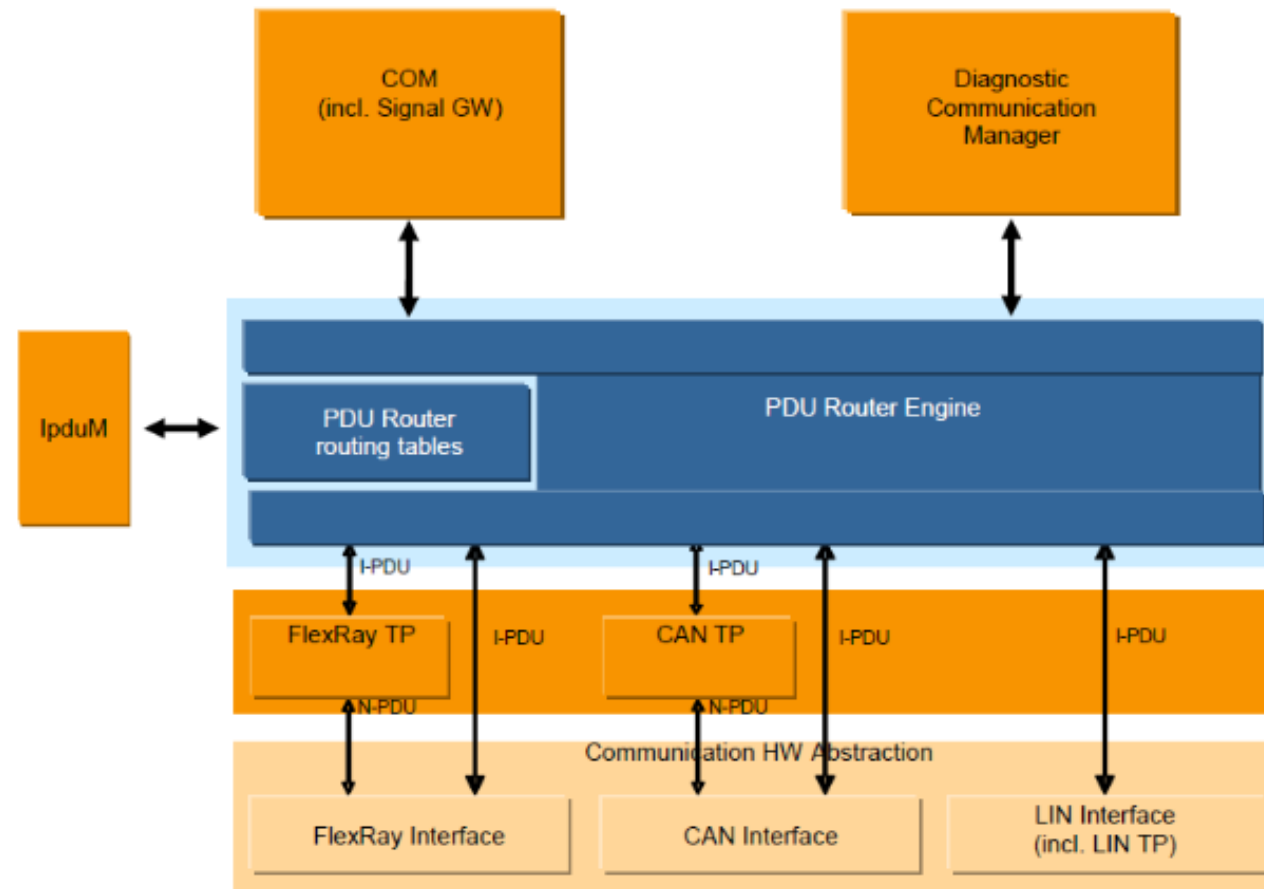 COM
(incl. Signal GW)
Diagnostic
Communication
Manager
IpduM
PDU Router
routing tables
PDU Router Engine
I-PDU
I-PDU
FlexRay TP
I-PDU
CAN TP
I-PDU
I-PDU
N-PDU
N-PDU
Communication HW Abstraction
FlexRay Interface
CAN Interface
LIN Interface
(incl. LIN TP)